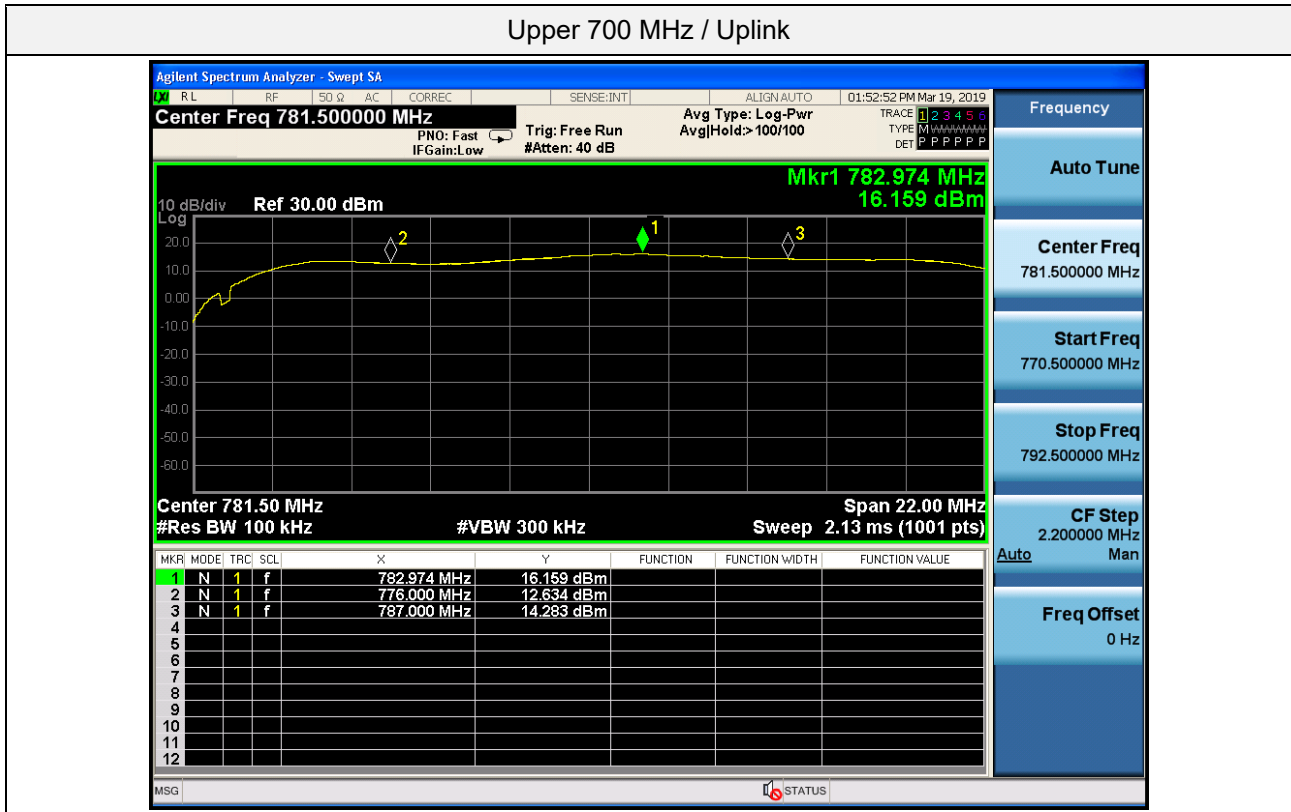 Upper 700 MHz / Uplink
Agilent Spectrum Analyzer - Swept SA
LXI RL RF 50 Ω AC CORREC SENSE:INT ALIGN AUTO 01:52:52 PM Mar 19, 2019
Center Freq 781.500000 MHz
PNO: Fast
IFGain:Low
Trig: Free Run
#Atten: 40 dB
Avg Type: Log-Pwr
Avg|Hold:>100/100
TRACE 1 2 3 4 5 6
TYPE M WWWWW
DET P P P P P P
Mkr1 782.974 MHz
16.159 dBm
10 dB/div Ref 30.00 dBm
Log
20.0
10.0
0.00
-10.0
-20.0
-30.0
-40.0
-50.0
-60.0
2
1
3
Center 781.50 MHz Span 22.00 MHz
#Res BW 100 kHz #VBW 300 kHz Sweep 2.13 ms (1001 pts)
MKR MODE TRC SCL X Y FUNCTION FUNCTION WIDTH FUNCTION VALUE
1 N 1 f 782.974 MHz 16.159 dBm
2 N 1 f 776.000 MHz 12.634 dBm
3 N 1 f 787.000 MHz 14.283 dBm
4
5
6
7
8
9
10
11
12
MSG STATUS
Frequency
Auto Tune
Center Freq
781.500000 MHz
Start Freq
770.500000 MHz
Stop Freq
792.500000 MHz
CF Step
2.200000 MHz
Auto Man
Freq Offset
0 Hz